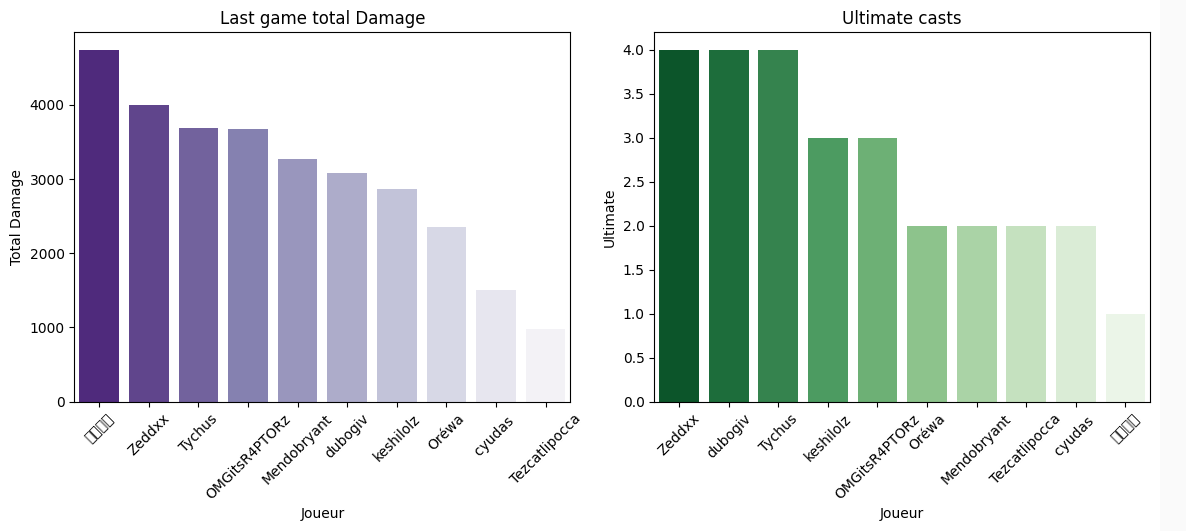 Last game total Damage
Total Damage
4000
3000
2000
1000
0
Zeddxx
Tychus
OMGitsR4PTORz
Mendobryant
dubogiv
keshilolz
Oréwa
cyudas
Tezcatlipocca
Joueur
Ultimate casts
Ultimate
4.0
3.5
3.0
2.5
2.0
1.5
1.0
0.5
0.0
Zeddxx
dubogiv
Tychus
keshilolz
OMGitsR4PTORz
Oréwa
Mendobryant
Tezcatlipocca
cyudas
Joueur